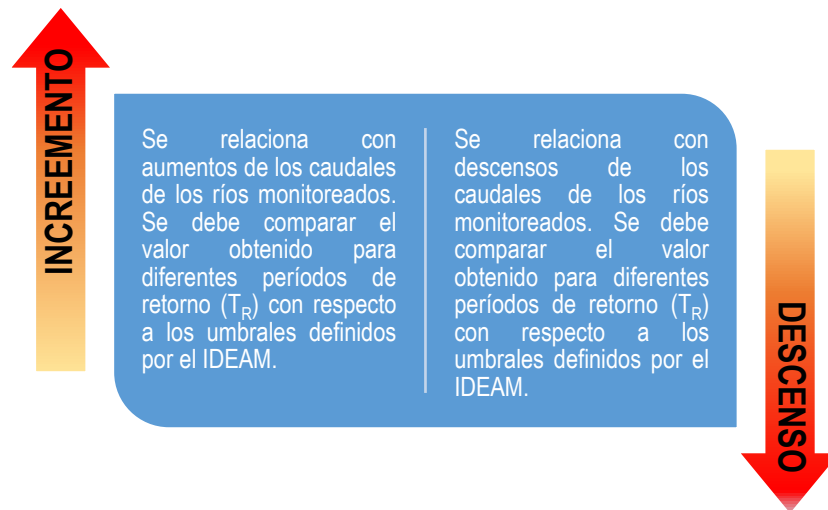 INCREEMENTO
Se relaciona con
aumentos de los caudales
de los ríos monitoreados.
Se debe comparar el
valor obtenido para
diferentes períodos de
retorno (T_R) con respecto
a los umbrales definidos
por el IDEAM.
Se relaciona con
descensos de los
caudales de los ríos
monitoreados. Se debe
comparar el valor
obtenido para diferentes
períodos de retorno (T_R)
con respecto a los
umbrales definidos por el
IDEAM.
DESCENSO